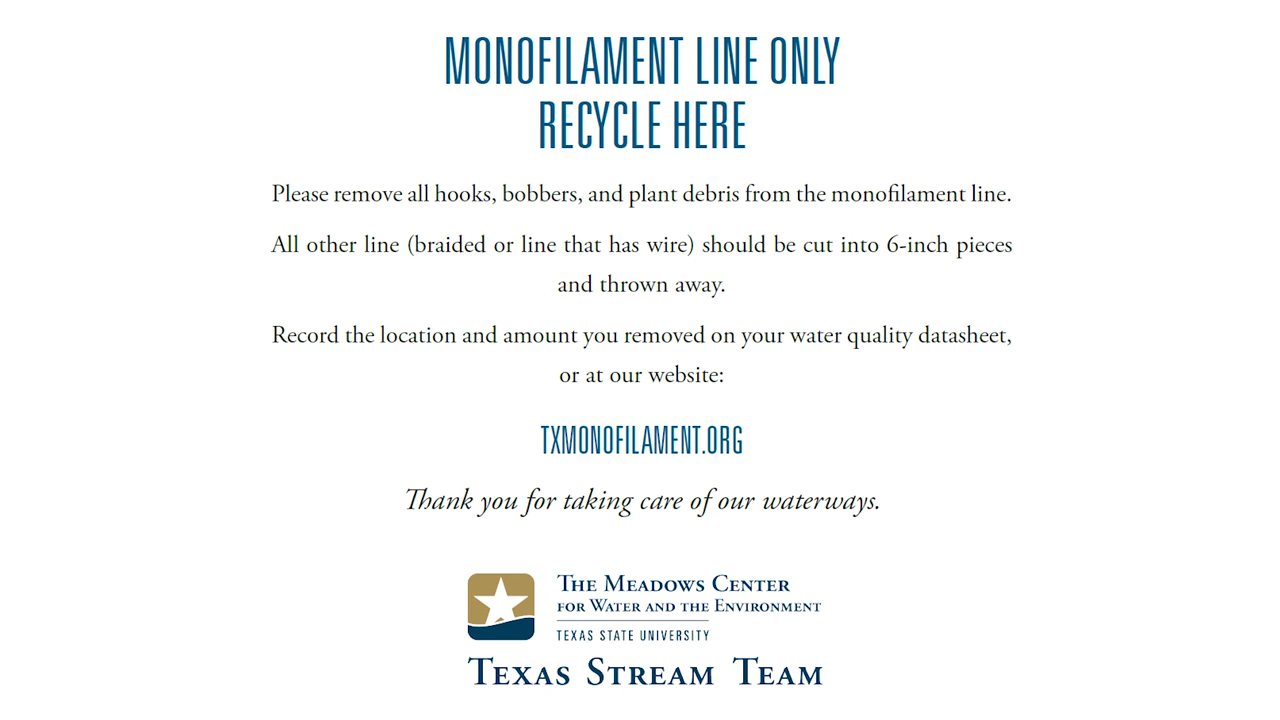 MONOFILAMENT LINE ONLY
RECYCLE HERE
Please remove all hooks, bobbers, and plant debris from the monofilament line.
All other line (braided or line that has wire) should be cut into 6-inch pieces
and thrown away.
Record the location and amount you removed on your water quality datasheet,
or at our website:
TXMONOFILAMENT.ORG
Thank you for taking care of our waterways.
THE MEADOWS CENTER
FOR WATER AND THE ENVIRONMENT
TEXAS STATE UNIVERSITY
TEXAS STREAM TEAM